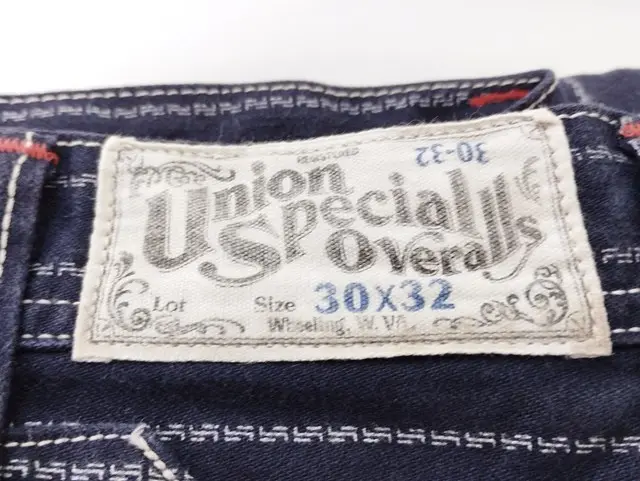 30-32
Union
Special
Overalls
Lot Size 30X32
Wheeling, W. VA.